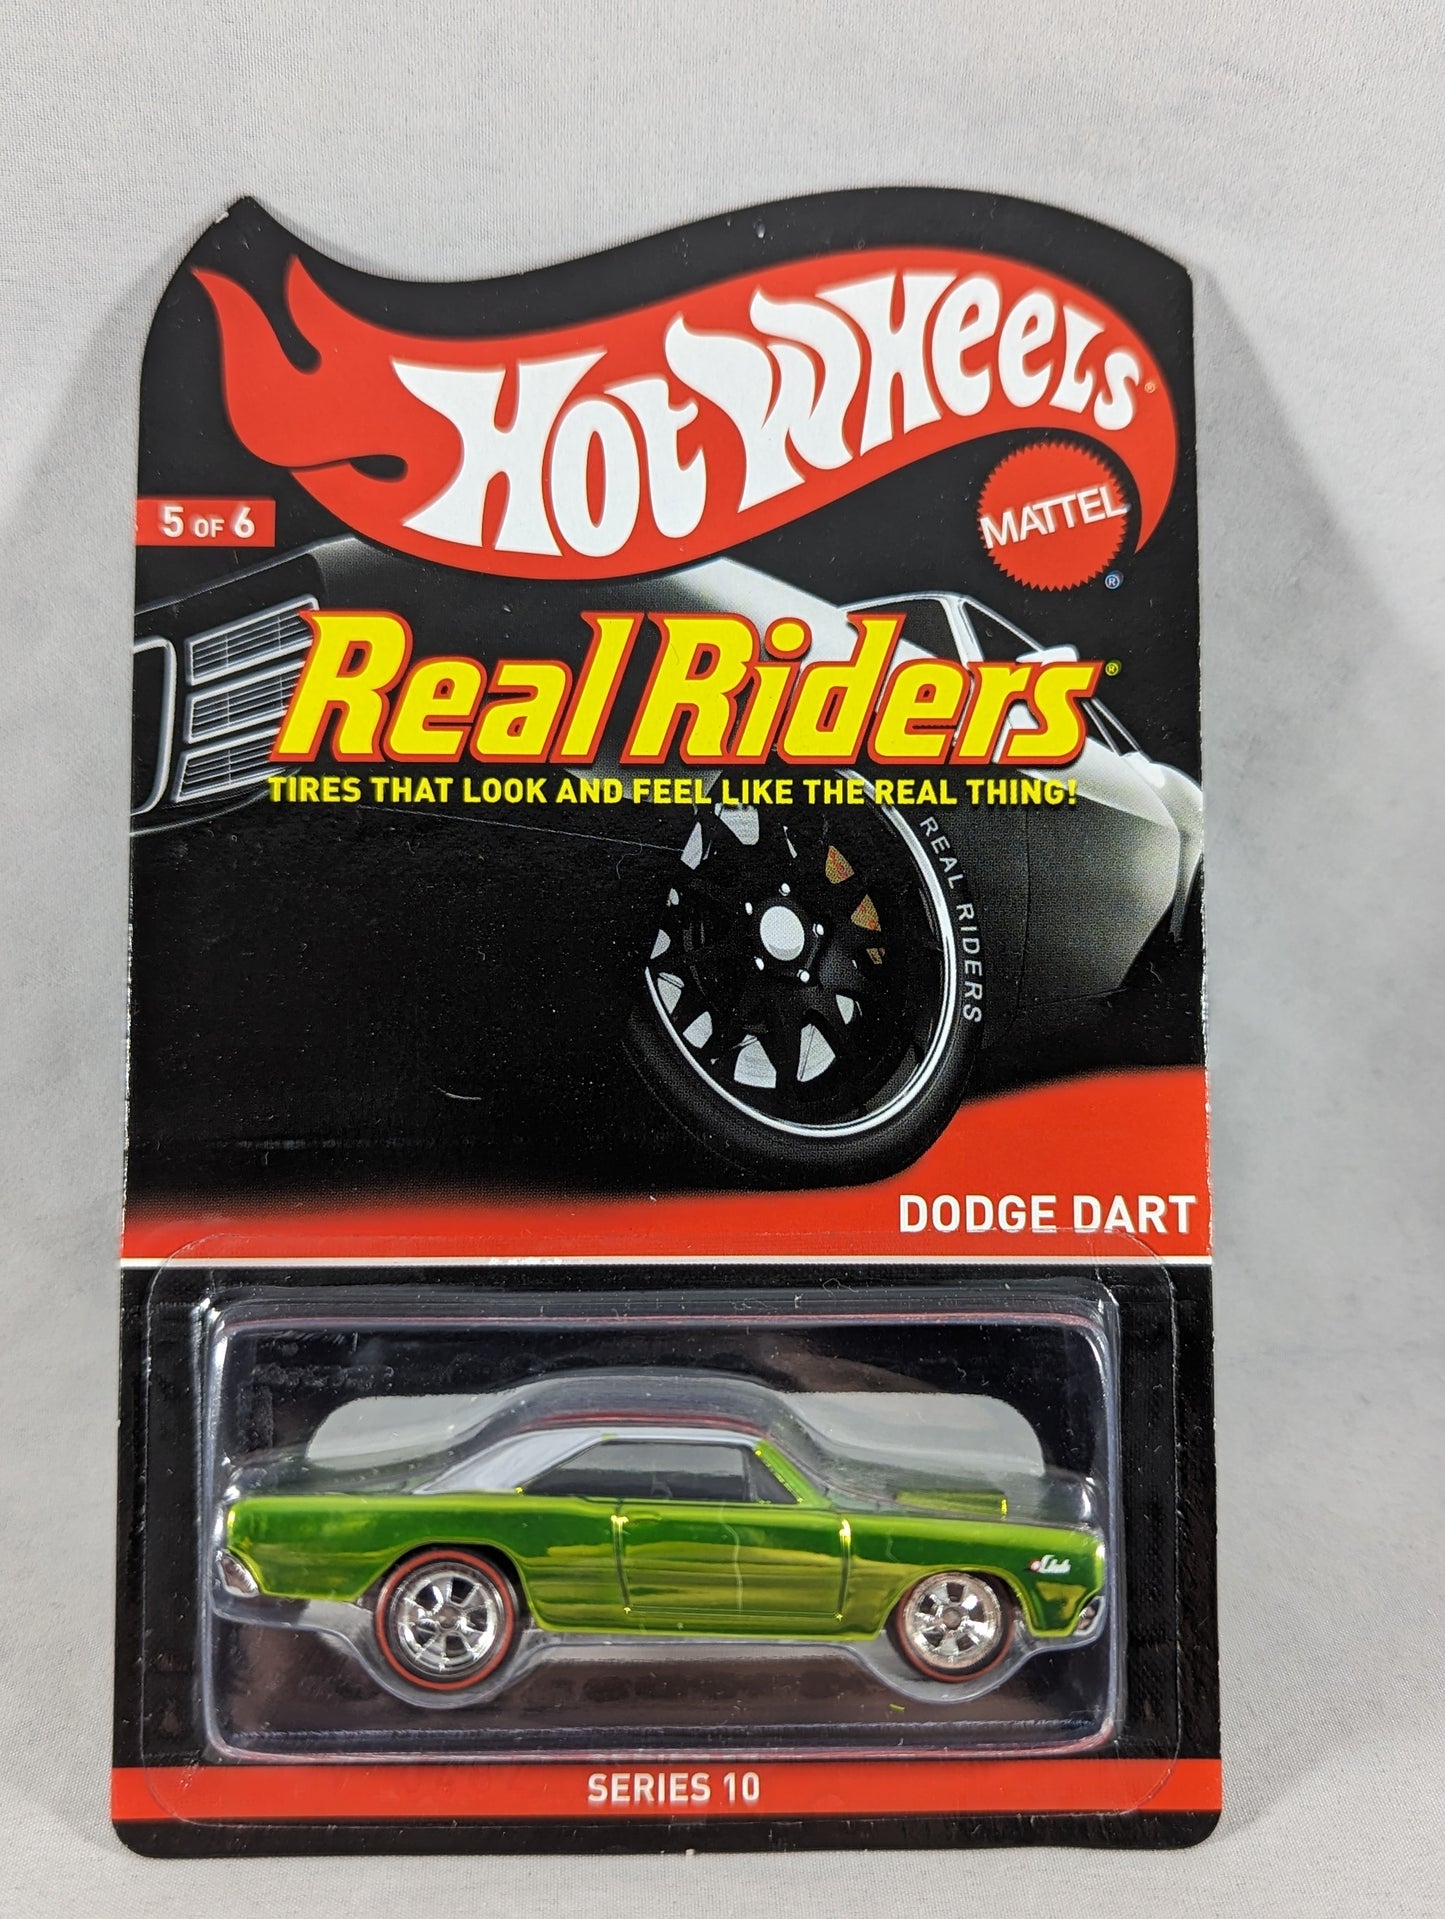 HOT WHEELS®
MATTEL
®
5 OF 6
Real Riders®
TIRES THAT LOOK AND FEEL LIKE THE REAL THING!
REAL RIDERS
DODGE DART
Club
SERIES 10